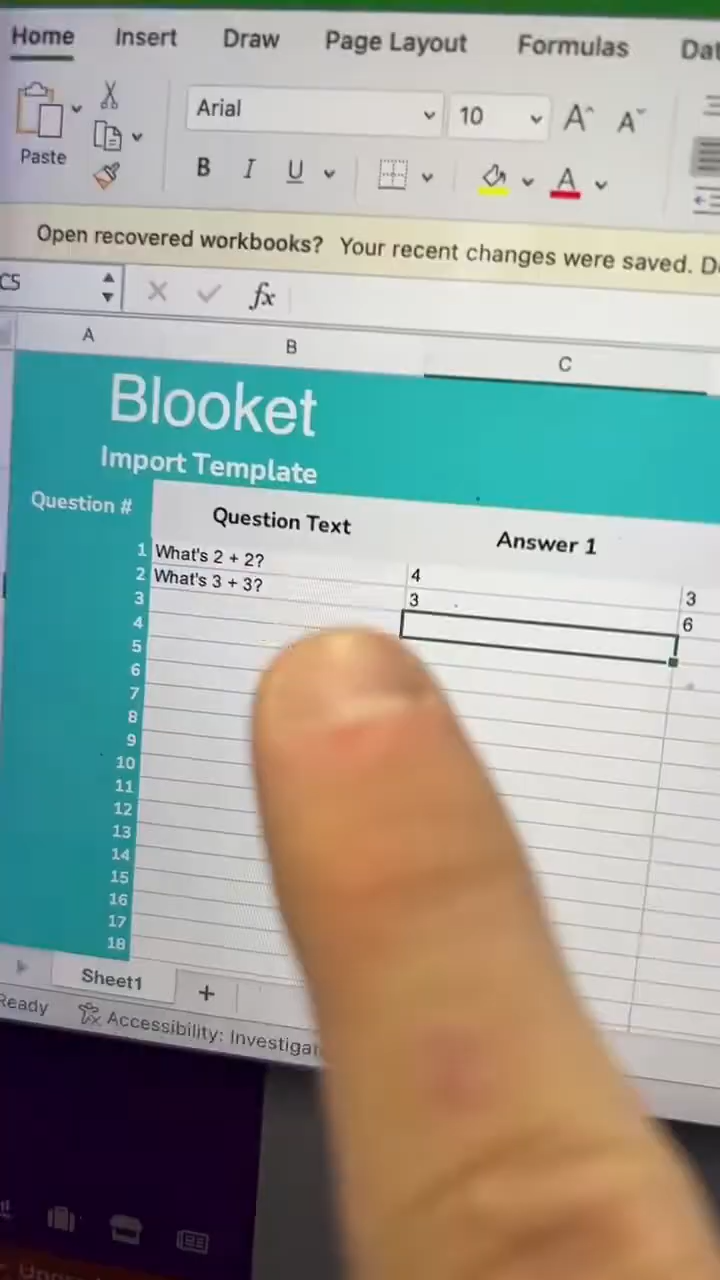 Home Insert Draw Page Layout Formulas
Arial 10
Paste
B I U A
Open recovered workbooks? Your recent changes were saved.
C5 fx
A B C
Blooket
Import Template
Question # Question Text Answer 1
1 What's 2 + 2? 4 3
2 What's 3 + 3? 3 6
3
4
5
6
7
8
9
10
11
12
13
14
15
16
17
18
Sheet1 +
Ready Accessibility: